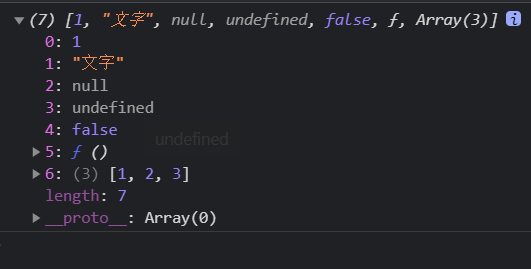 (7) [1, "文字", null, undefined, false, ƒ, Array(3)] i
0: 1
1: "文字"
2: null
3: undefined
4: false
undefined
5: ƒ ()
6: (3) [1, 2, 3]
length: 7
__proto__: Array(0)